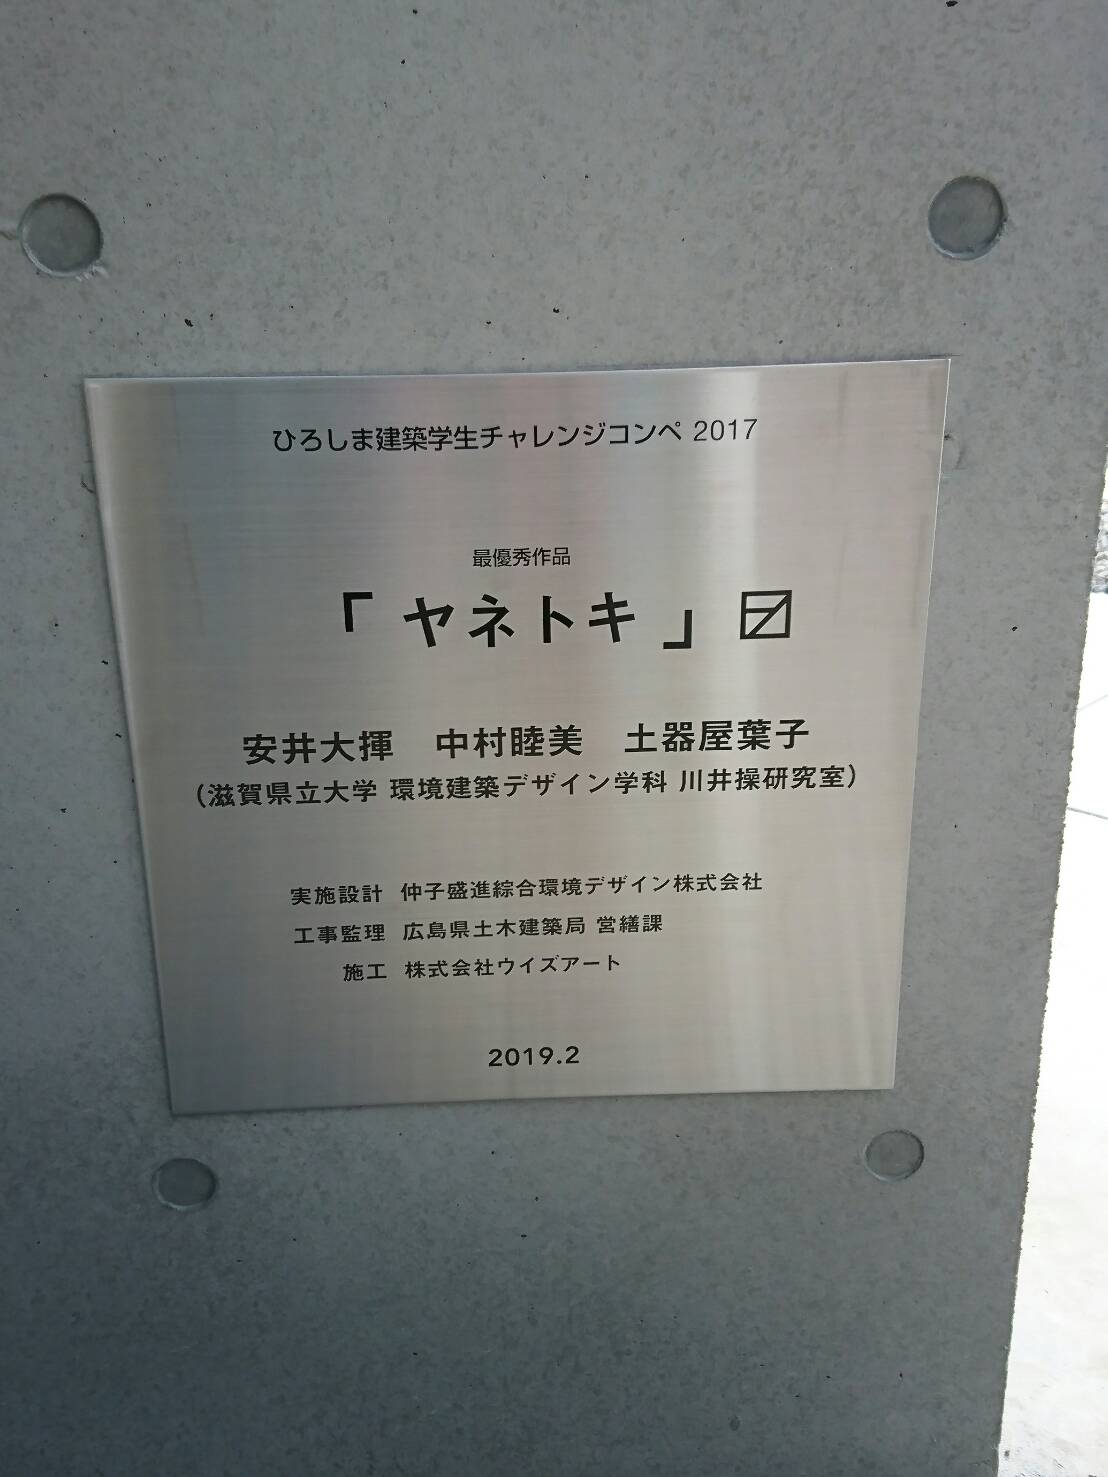 ひろしま建築学生チャレンジコンペ 2017
最優秀作品
「 ヤネトキ 」
安井大揮　中村睦美　土器屋葉子
（滋賀県立大学 環境建築デザイン学科 川井操研究室）
実施設計 仲子盛進綜合環境デザイン株式会社
工事監理 広島県土木建築局 営繕課
施工 株式会社ウイズアート
2019.2